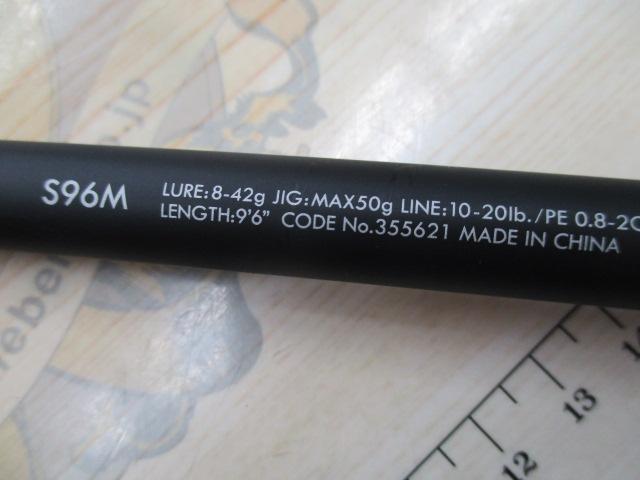 S96M
LURE:8-42g JIG:MAX50g LINE:10-20lb./PE 0.8-2
LENGTH:9'6" CODE No.355621 MADE IN CHINA
12
13